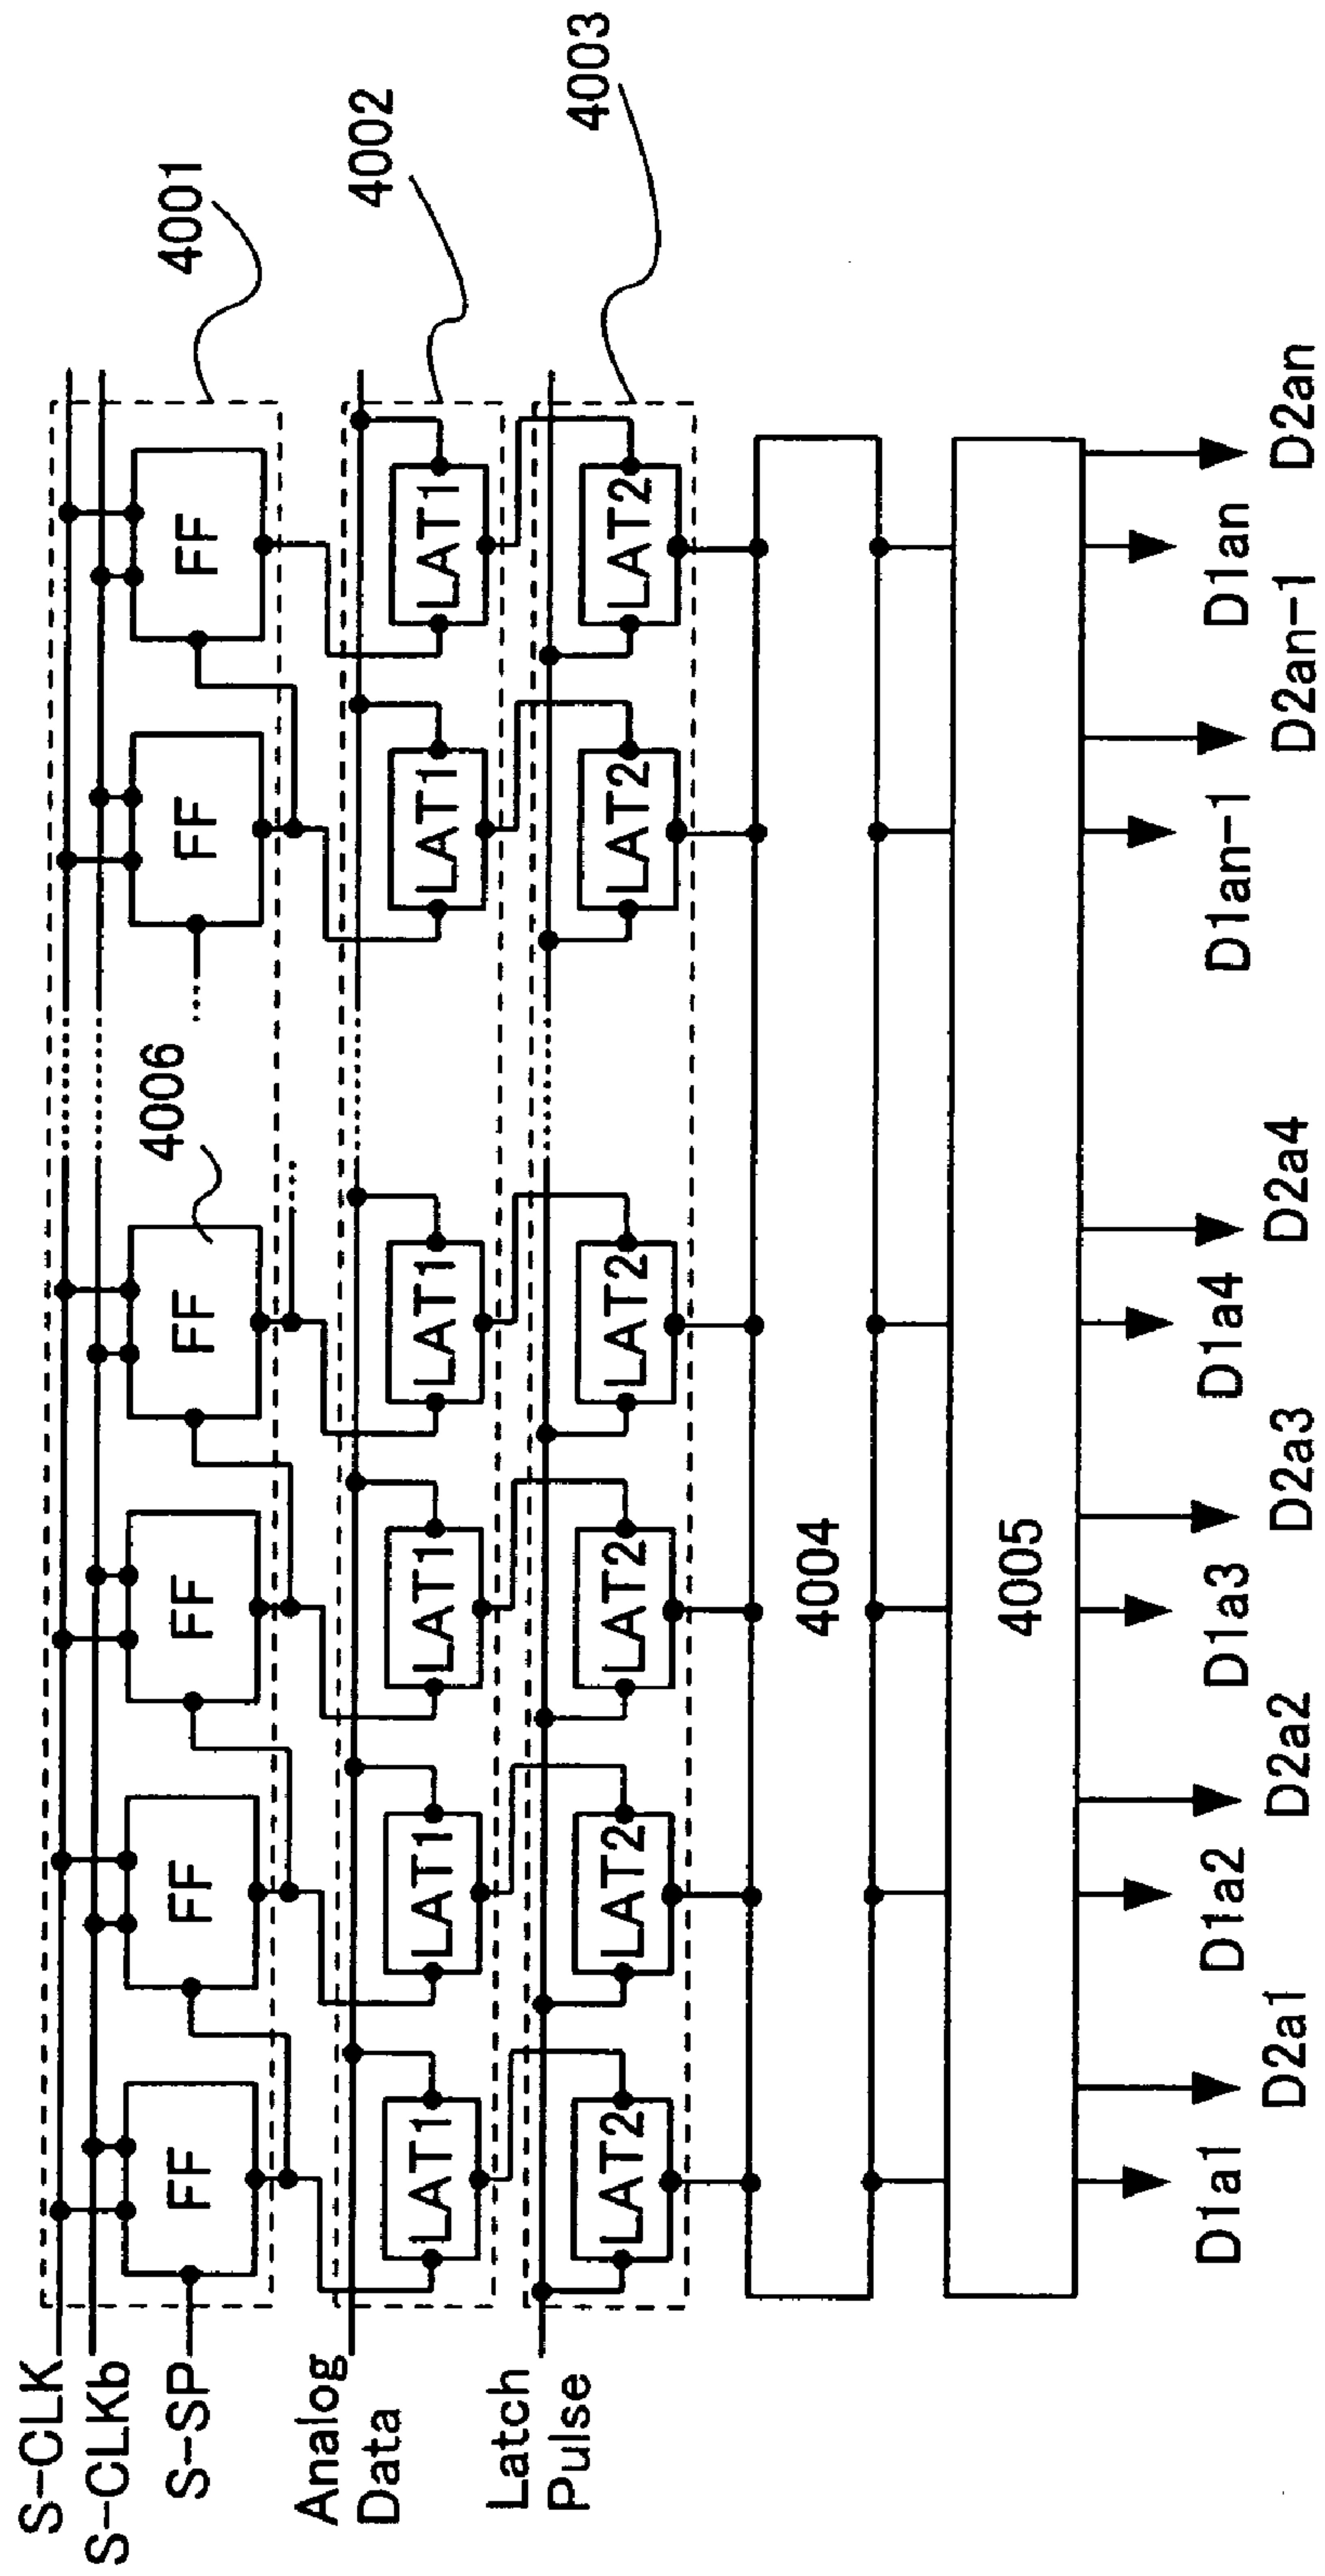 S-CLK
S-CLKb
S-SP
Analog
Data
Latch
Pulse
4001
4002
4003
4006
FF FF FF FF FF FF
LAT1 LAT1 LAT1 LAT1 LAT1 LAT1
LAT2 LAT2 LAT2 LAT2 LAT2 LAT2
4004
4005
D1a1 D2a1 D1a2 D2a2 D1a3 D2a3 D1a4 D2a4 D1an-1 D2an-1 D1an D2an